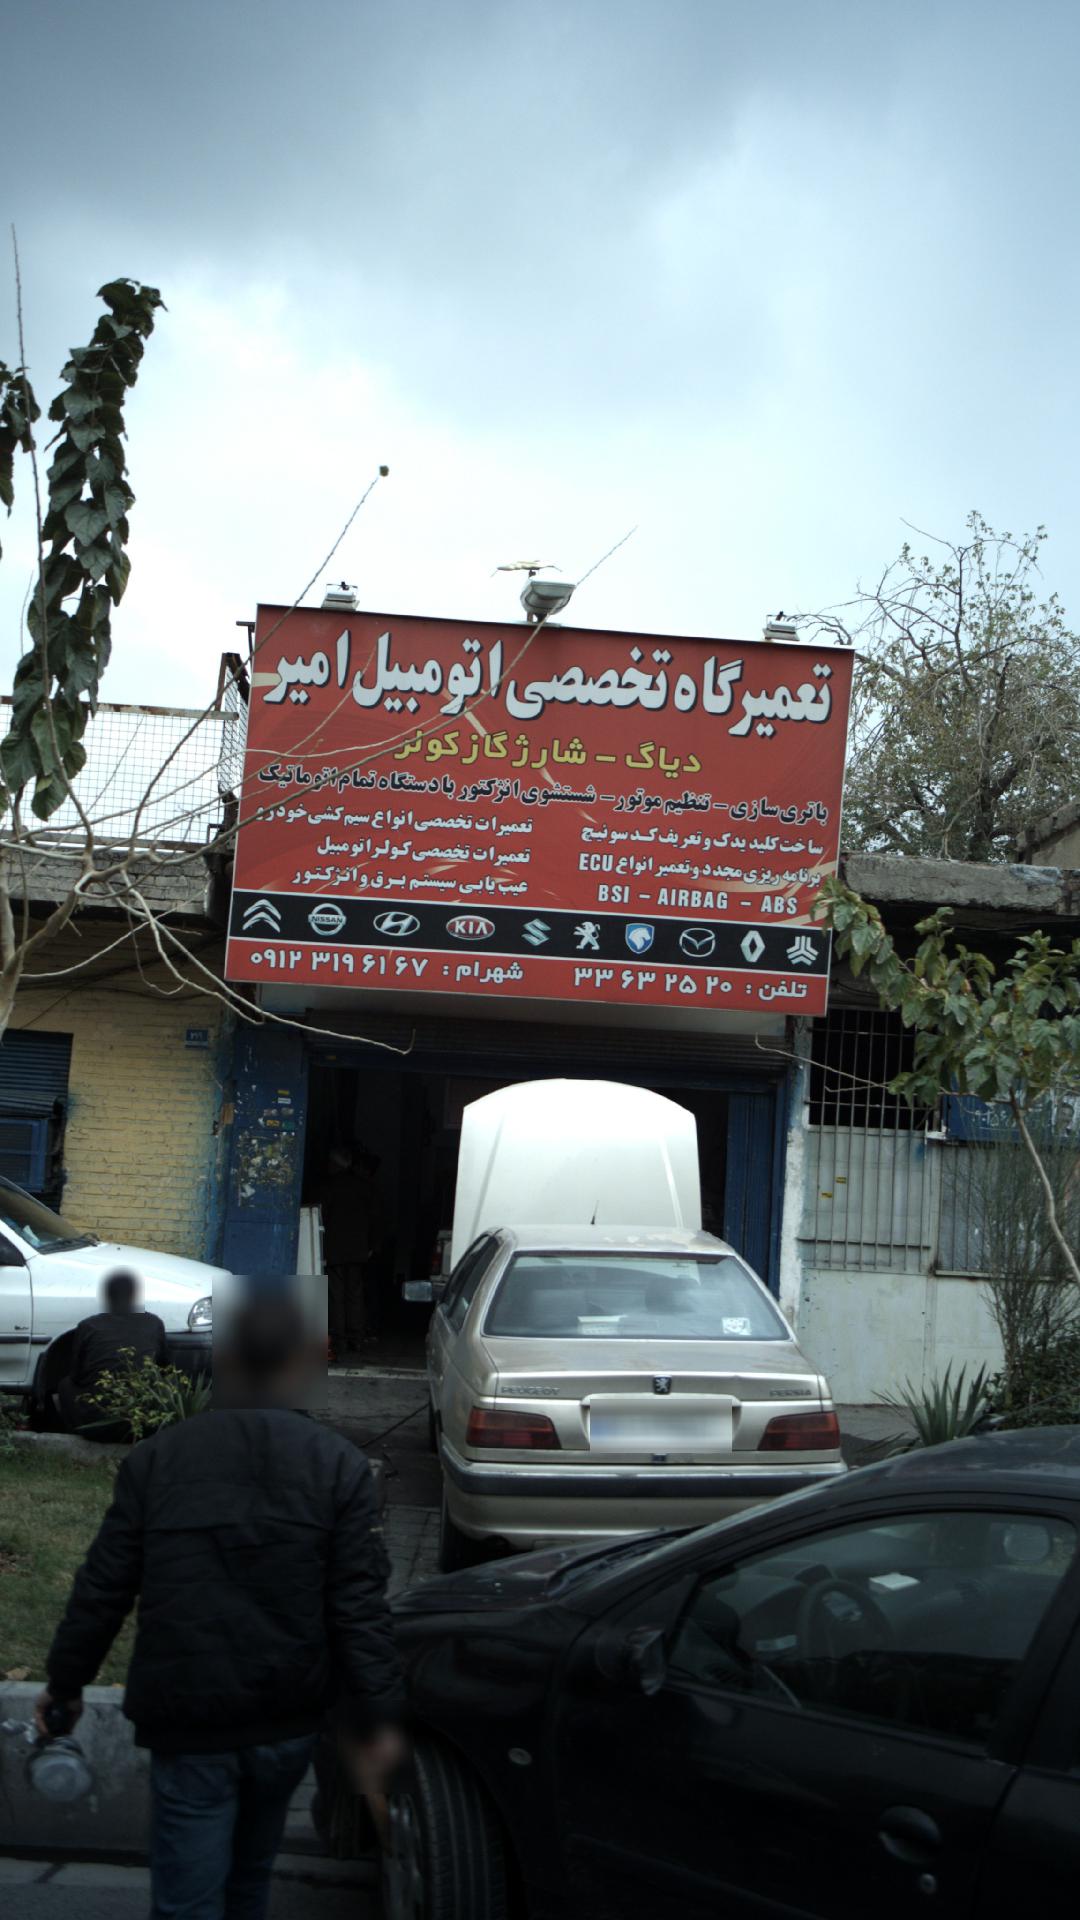 تعمیرگاه تخصصی اتومبیل امیر
دیاگ - شارژ گاز کولر
باتری سازی - تنظیم موتور - شستشوی انژکتور با دستگاه تمام اتوماتیک
ساخت کلید یدک و تعریف کد سوئیچ
برنامه ریزی مجدد و تعمیر انواع ECU
BSI - AIRBAG - ABS
تعمیرات تخصصی انواع سیم کشی خودرو
تعمیرات تخصصی کولر اتومبیل
عیب یابی سیستم برق و انژکتور
NISSAN
KIA
تلفن : ۳۳ ۶۳ ۲۵ ۲۰
شهرام : ۰۹۱۲ ۳۱۹ ۶۱ ۶۷
PEUGEOT
PERSIA